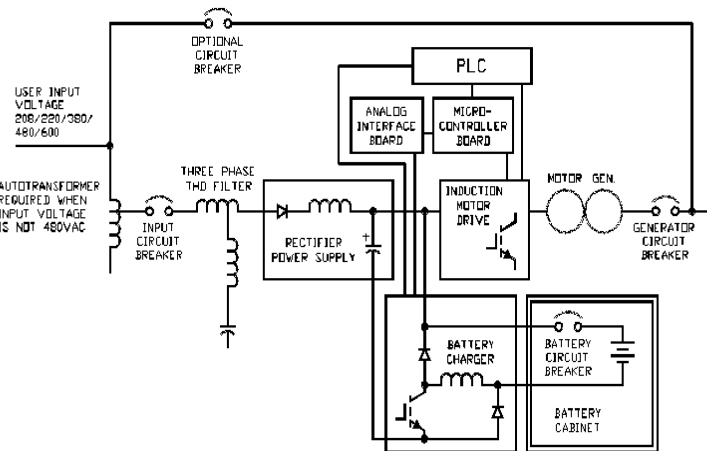 OPTIONAL
CIRCUIT
BREAKER
PLC
USER INPUT
VOLTAGE
208/220/380/
480/600
ANALOG
INTERFACE
BOARD
MICRO-
CONTROLLER
BOARD
AUTOTRANSFORMER
REQUIRED WHEN
INPUT VOLTAGE
IS NOT 480VAC
THREE PHASE
THD FILTER
INPUT
CIRCUIT
BREAKER
+
RECTIFIER
POWER SUPPLY
INDUCTION
MOTOR
DRIVE
MOTOR GEN.
GENERATOR
CIRCUIT
BREAKER
BATTERY
CHARGER
BATTERY
CIRCUIT
BREAKER
BATTERY
CABINET